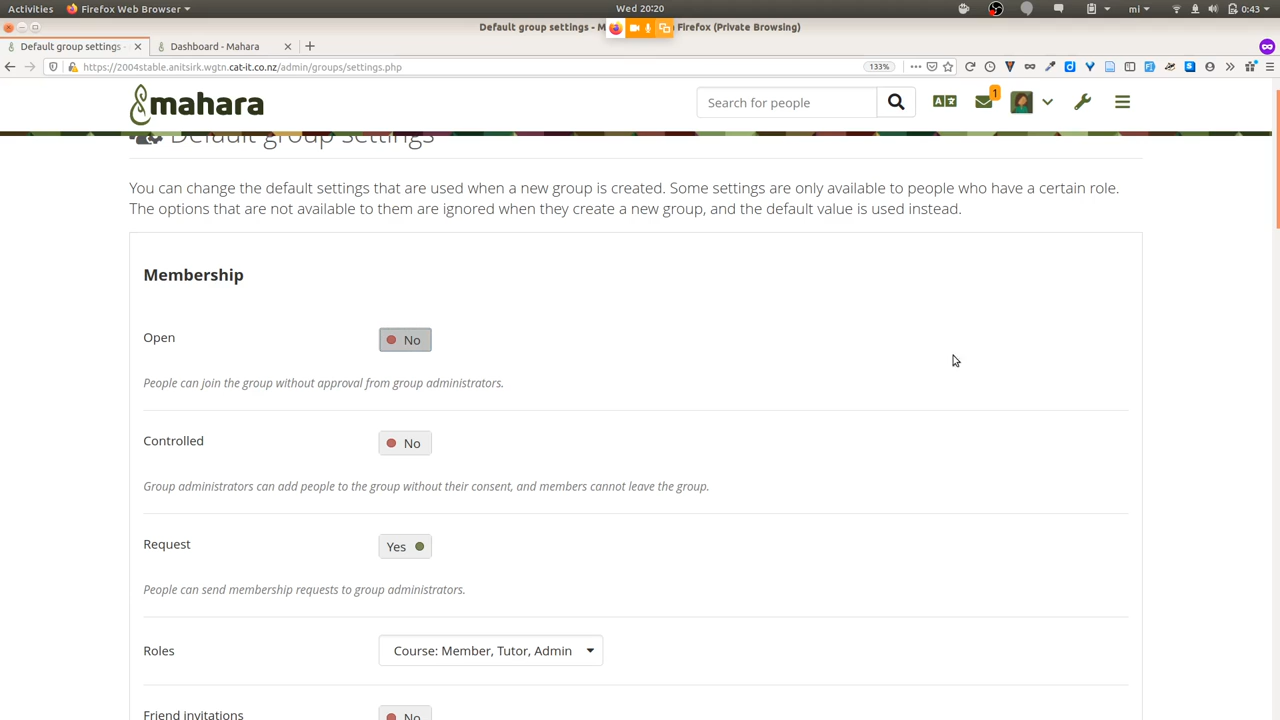 Activities
Firefox Web Browser
Wed 20:20
mi
0:43
Default group settings - M
Firefox (Private Browsing)
Default group settings -
Dashboard - Mahara
https://2004stable.anitsirk.wgtn.cat-it.co.nz/admin/groups/settings.php
133%
mahara
Search for people
1
Default group settings
You can change the default settings that are used when a new group is created. Some settings are only available to people who have a certain role.
The options that are not available to them are ignored when they create a new group, and the default value is used instead.
Membership
Open
No
People can join the group without approval from group administrators.
Controlled
No
Group administrators can add people to the group without their consent, and members cannot leave the group.
Request
Yes
People can send membership requests to group administrators.
Roles
Course: Member, Tutor, Admin
Friend invitations
No